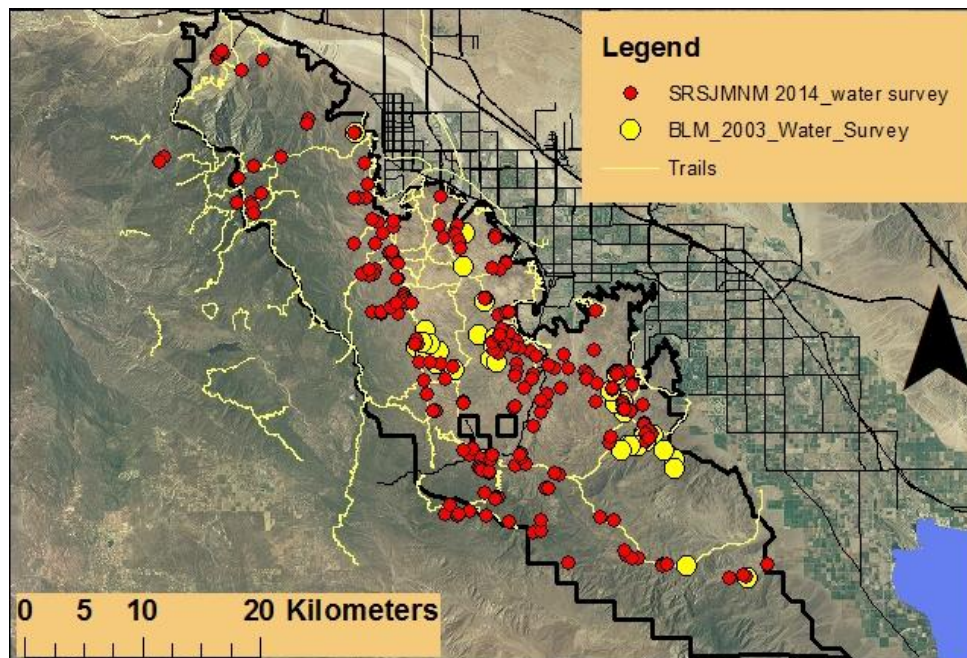 Legend
SRSJMNM 2014_water survey
BLM_2003_Water_Survey
Trails
N
0 5 10 20 Kilometers